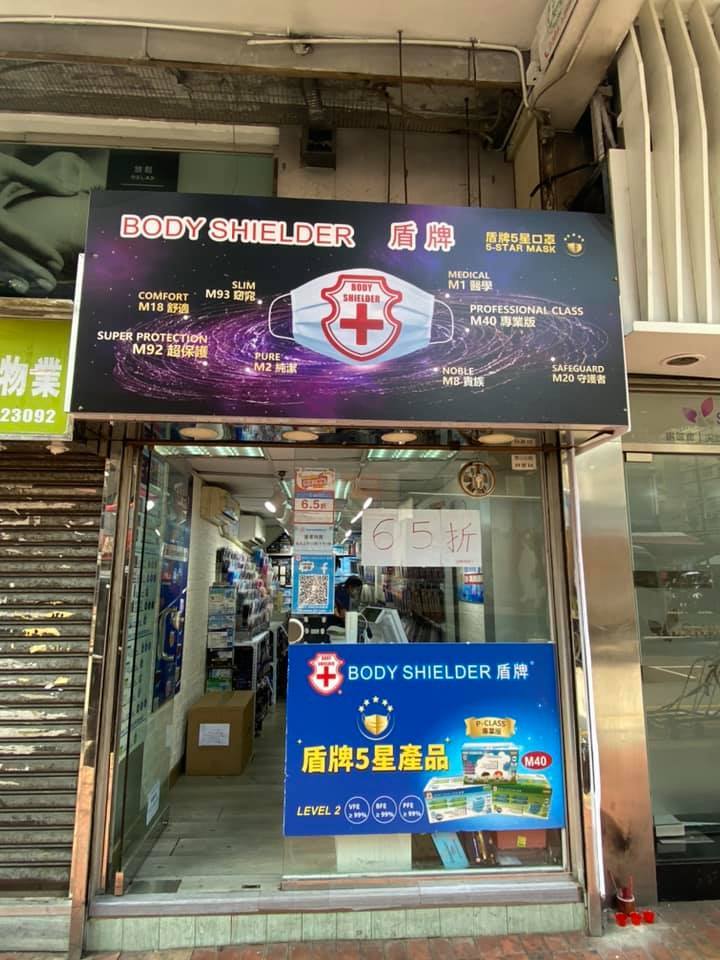 放鬆
RELAX
BODY SHIELDER 盾牌
盾牌5星口罩
5-STAR MASK
SLIM
M93 窈窕
COMFORT
M18 舒適
SUPER PROTECTION
M92 超保護
PURE
M2 純潔
BODY
SHIELDER
MEDICAL
M1 醫學
PROFESSIONAL CLASS
M40 專業版
NOBLE
M8 貴族
SAFEGUARD
M20 守護者
物業
23092
6.5折
65折
BODY SHIELDER 盾牌
盾牌5星產品
P-CLASS
專業版
M40
LEVEL 2
VFE
≥99%
BFE
≥99%
PFE
≥99%